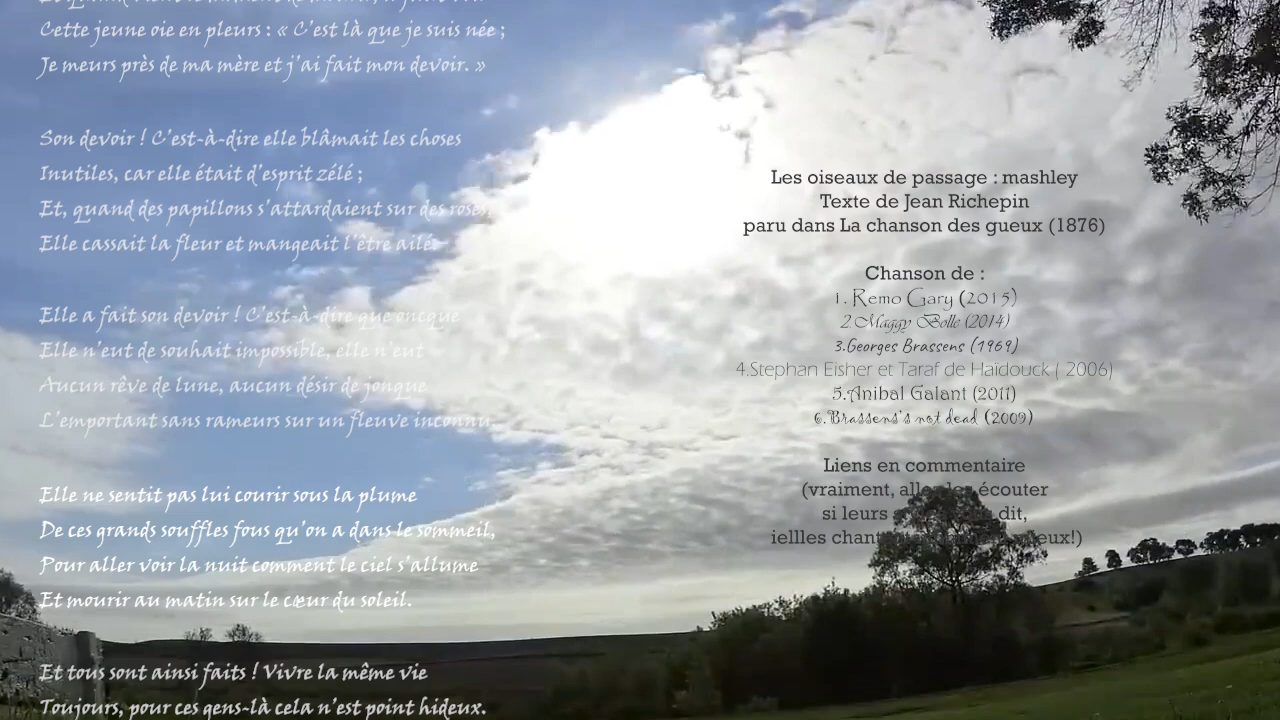 Cette jeune oie en pleurs : « C'est là que je suis née ;
Je meurs près de ma mère et j'ai fait mon devoir. »
Son devoir ! C'est-à-dire elle blâmait les choses
Inutiles, car elle était d'esprit zélé ;
Et, quand des papillons s'attardaient sur des roses,
Elle cassait la fleur et mangeait l'être ailé.
Elle a fait son devoir ! C'est-à-dire que oncque
Elle n'eut de souhait impossible, elle n'eut
Aucun rêve de lune, aucun désir de jonque
L'emportant sans rameurs sur un fleuve inconnu.
Elle ne sentit pas lui courir sous la plume
De ces grands souffles fous qu'on a dans le sommeil,
Pour aller voir la nuit comment le ciel s'allume
Et mourir au matin sur le cœur du soleil.
Et tous sont ainsi faits ! Vivre la même vie
Toujours, pour ces gens-là cela n'est point hideux.
Les oiseaux de passage : mashley
Texte de Jean Richepin
paru dans La chanson des gueux (1876)
Chanson de :
1. Remo Gary (2015)
2.Maggy Bolle (2014)
3.Georges Brassens (1969)
4.Stephan Eisher et Taraf de Haïdouck ( 2006)
5.Anibal Galant (2011)
6.Brassens's not dead (2009)
Liens en commentaire
(vraiment, allez les écouter
si leurs dit,
iellles mieux!)